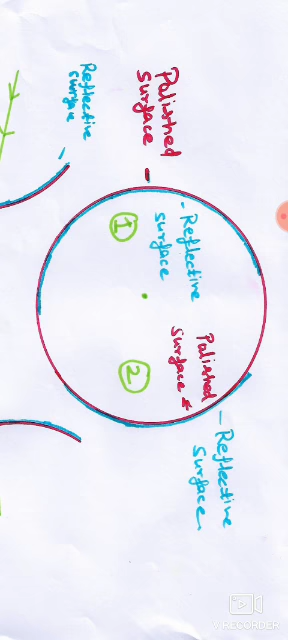 Polished
surface
Reflective
surface
- Reflective
surface
1
Polished
surface
2
- Reflective
surface.
RECORDER